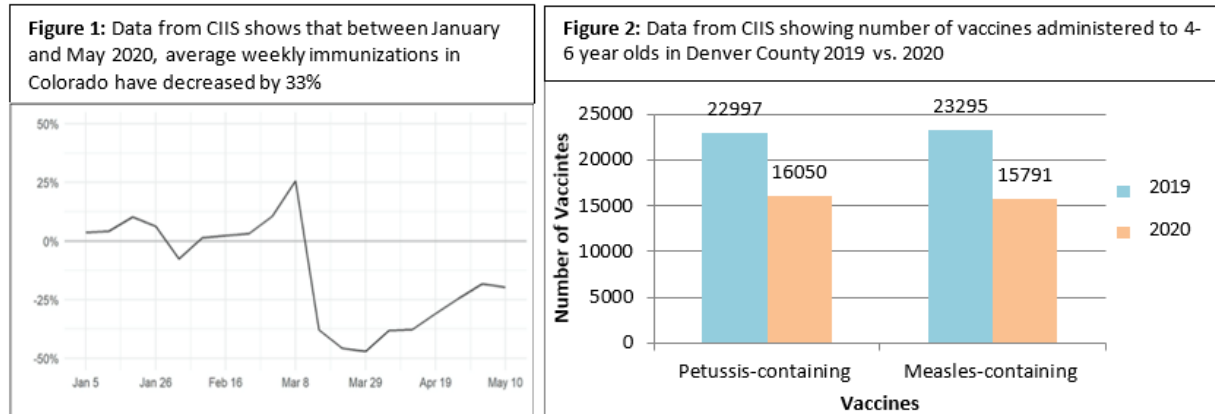 Figure 1: Data from CIIS shows that between January
and May 2020, average weekly immunizations in
Colorado have decreased by 33%
50%
25%
0%
-25%
-50%
Jan 5 Jan 26 Feb 16 Mar 8 Mar 29 Apr 19 May 10
Figure 2: Data from CIIS showing number of vaccines administered to 4-
6 year olds in Denver County 2019 vs. 2020
Number of Vaccintes
25000
20000
15000
10000
5000
0
22997
16050
23295
15791
Petussis-containing Measles-containing
Vaccines
2019
2020